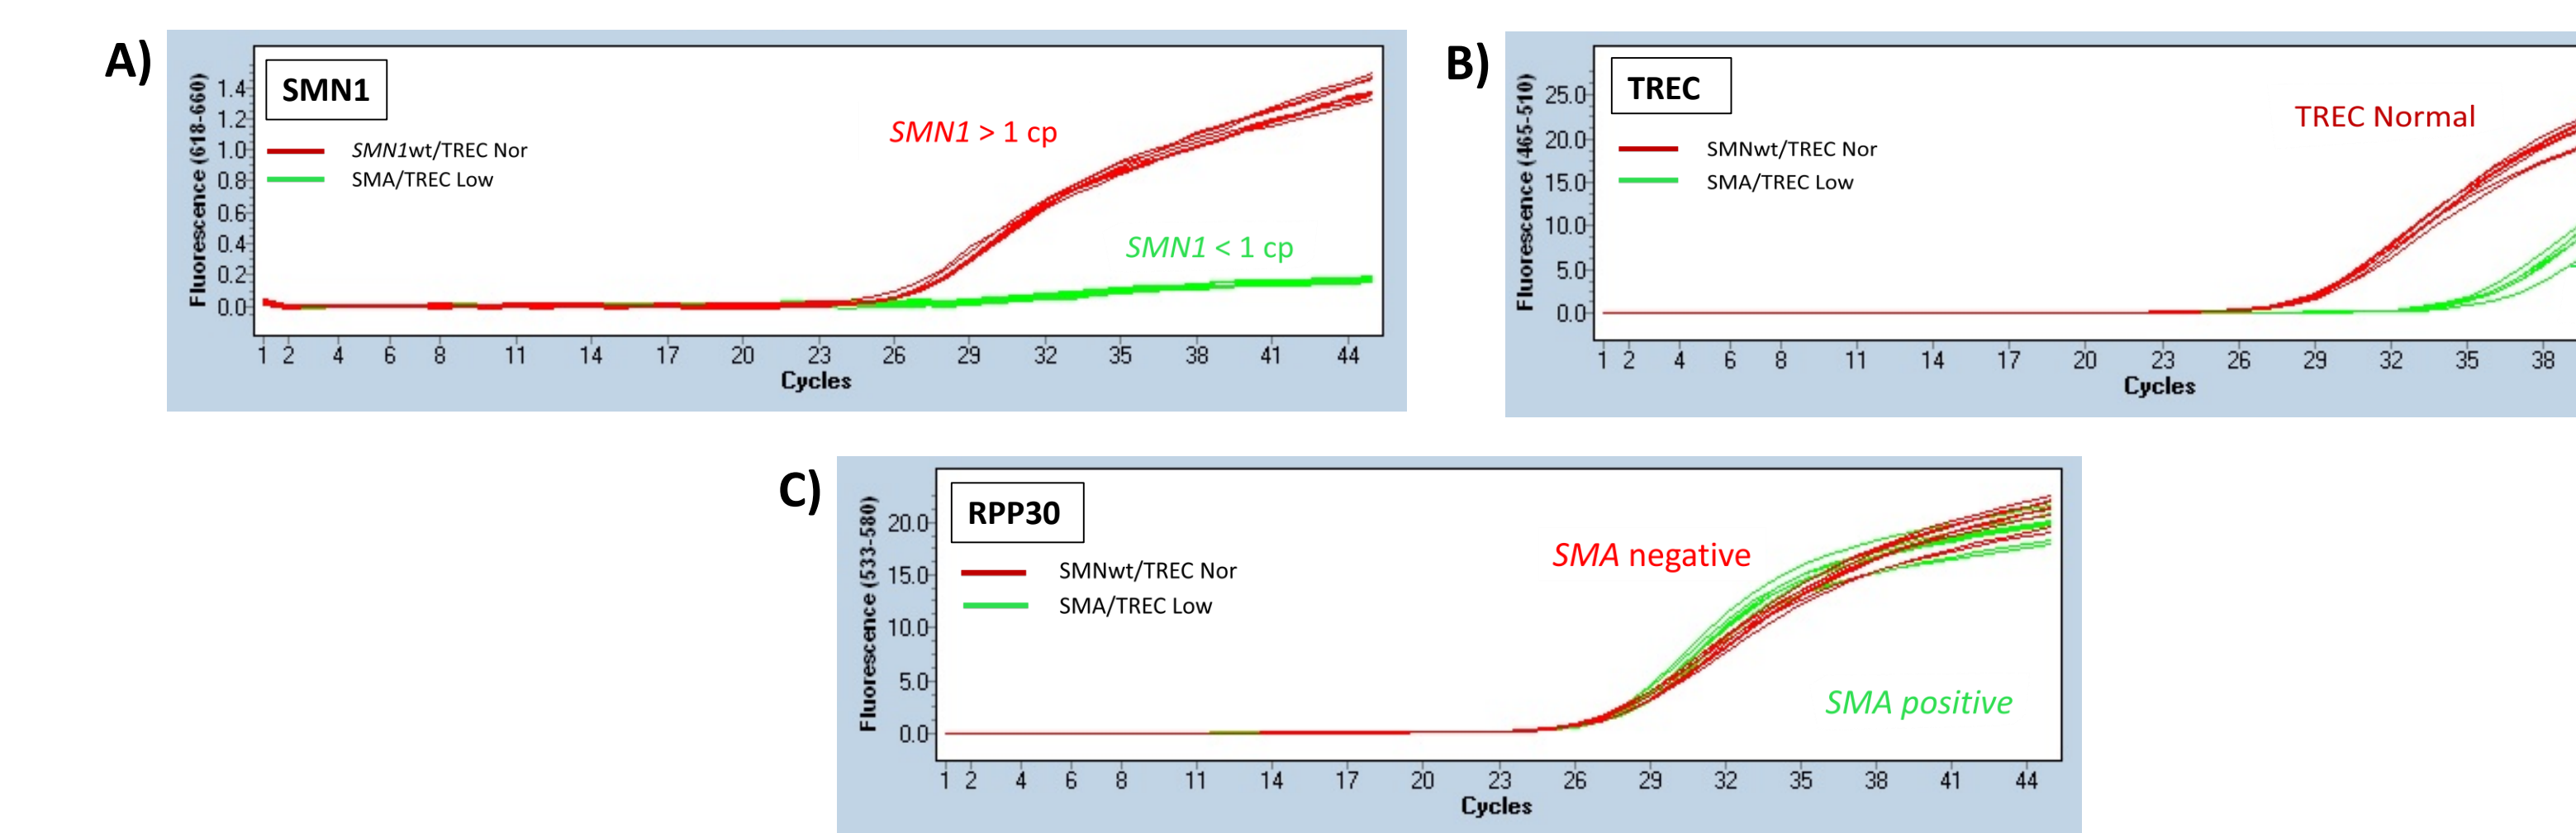 A)
SMN1
SMN1wt/TREC Nor
SMA/TREC Low
SMN1 > 1 cp
SMN1 < 1 cp
Fluorescence (618-660)
1.4
1.2
1.0
0.8
0.6
0.4
0.2
0.0
1 2 4 6 8 11 14 17 20 23 26 29 32 35 38 41 44
Cycles
B)
TREC
SMNwt/TREC Nor
SMA/TREC Low
TREC Normal
Fluorescence (465-510)
25.0
20.0
15.0
10.0
5.0
0.0
1 2 4 6 8 11 14 17 20 23 26 29 32 35 38
Cycles
C)
RPP30
SMNwt/TREC Nor
SMA/TREC Low
SMA negative
SMA positive
Fluorescence (533-580)
20.0
15.0
10.0
5.0
0.0
1 2 4 6 8 11 14 17 20 23 26 29 32 35 38 41 44
Cycles